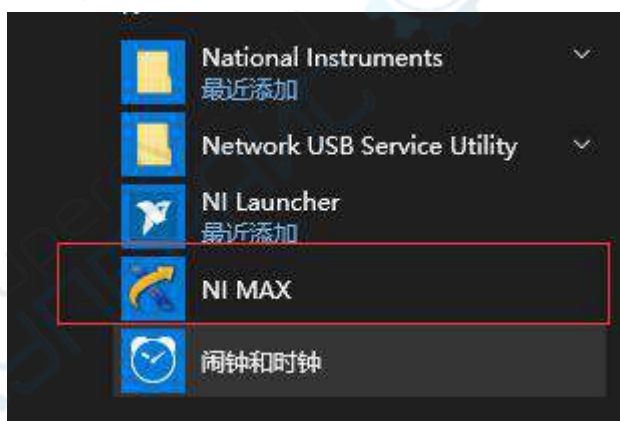 National Instruments
最近添加
Network USB Service Utility
NI Launcher
最近添加
NI MAX
闹钟和时钟